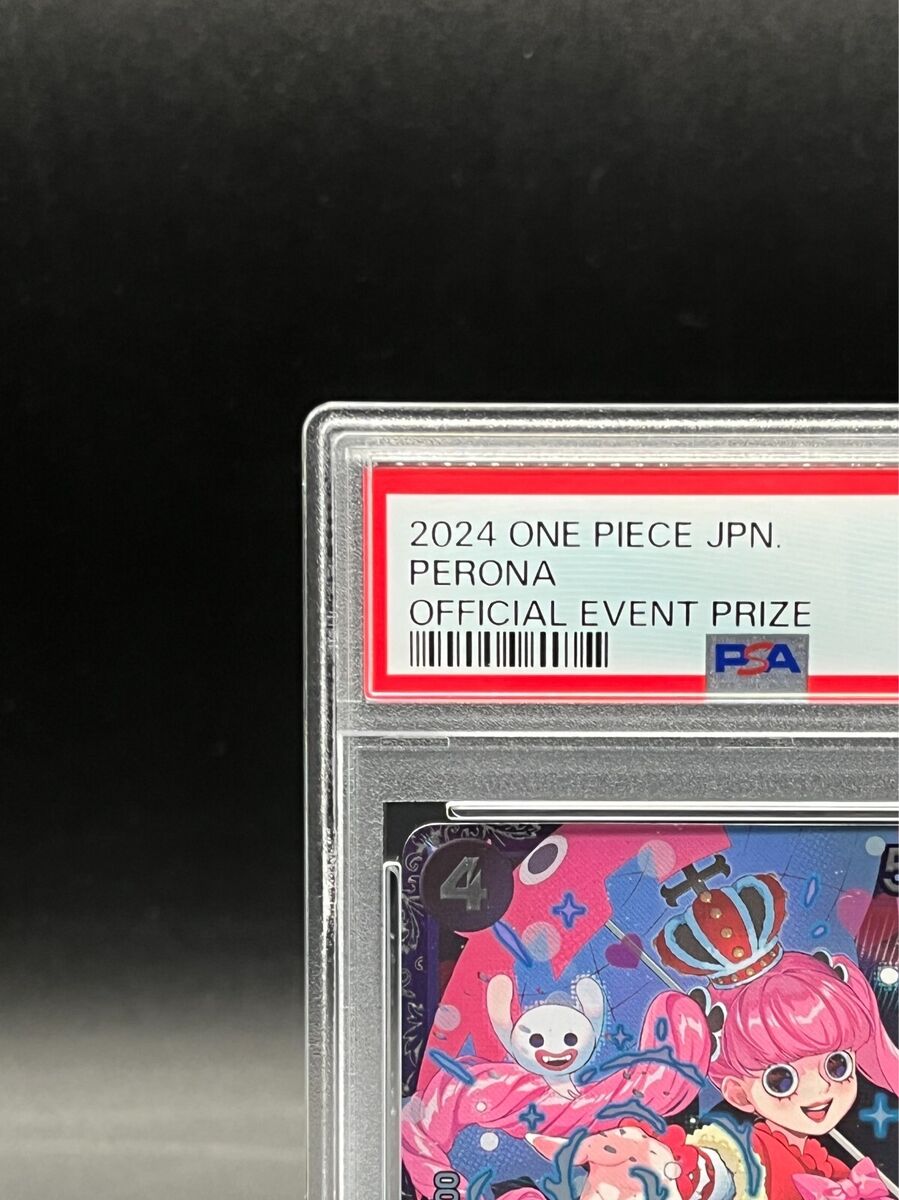 2024 ONE PIECE JPN.
PERONA
OFFICIAL EVENT PRIZE
PSA
4